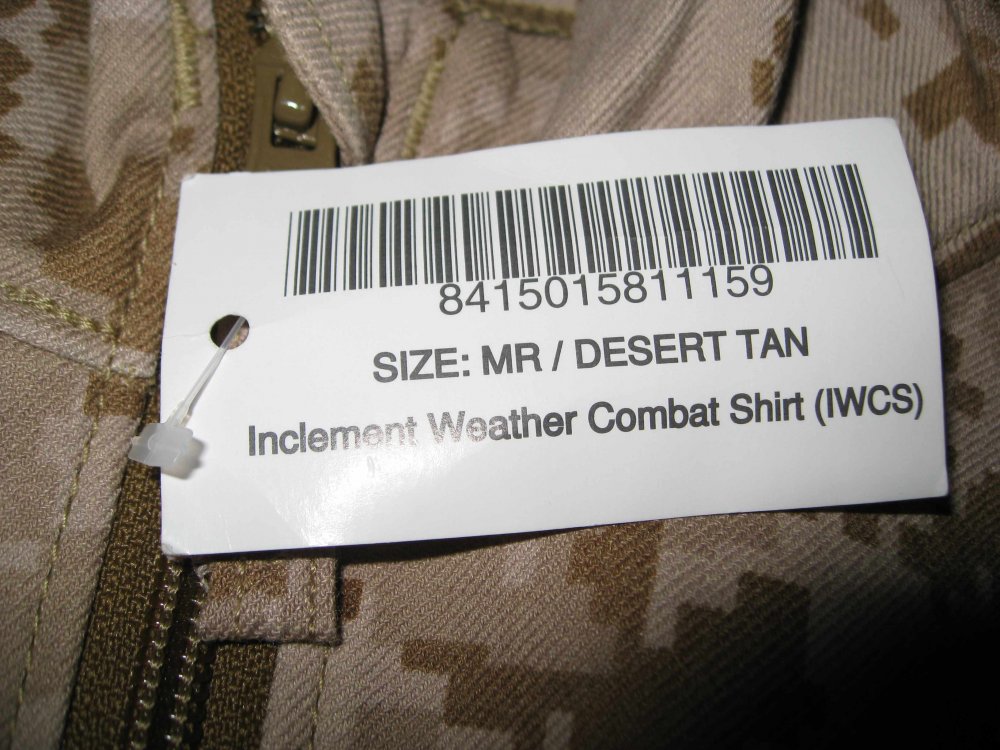 8415015811159
SIZE: MR / DESERT TAN
Inclement Weather Combat Shirt (IWCS)